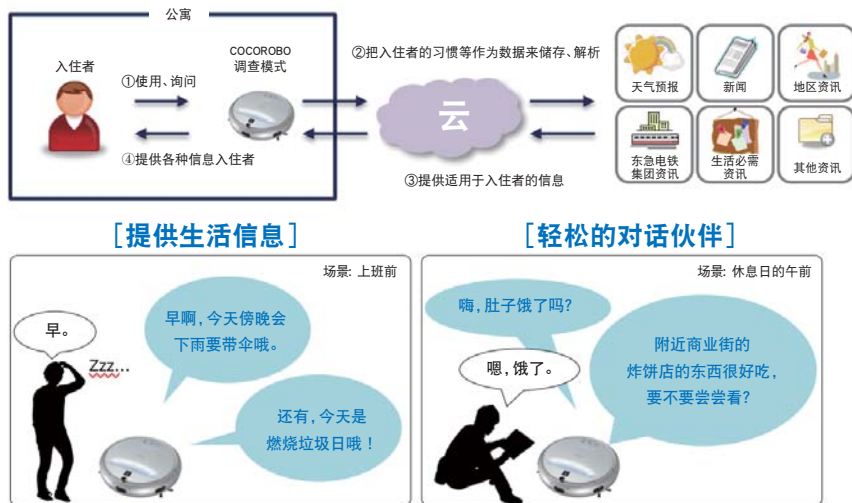 公寓
入住者
COCOROBO
调查模式
①使用、询问
④提供各种信息入住者
②把入住者的习惯等作为数据来储存、解析
云
③提供适用于入住者的信息
天气预报
新闻
地区资讯
东急电铁
集团资讯
生活必需
资讯
其他资讯
[提供生活信息]
场景: 上班前
早。
Zzz...
早啊,今天傍晚会
下雨要带伞哦。
还有,今天是
燃烧垃圾日哦!
[轻松的对话伙伴]
场景: 休息日的午前
嗨,肚子饿了吗?
嗯,饿了。
附近商业街的
炸饼店的东西很好吃,
要不要尝尝看?